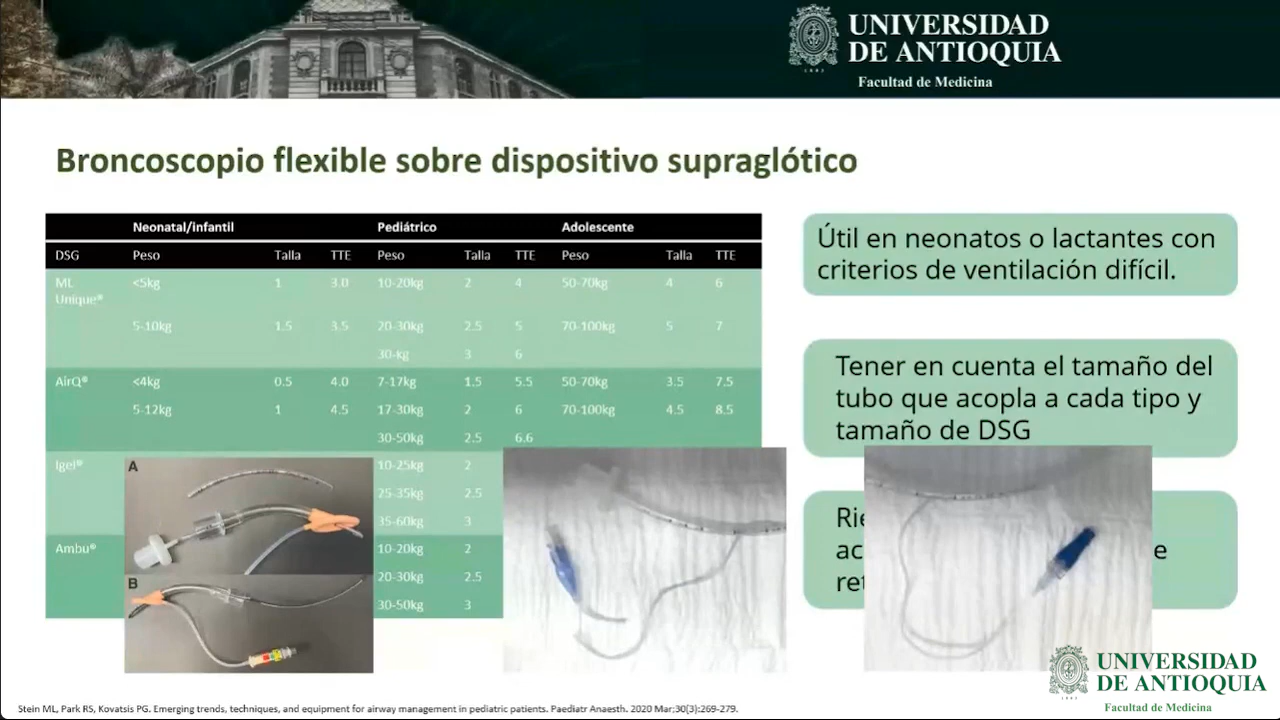 UNIVERSIDAD
DE ANTIOQUIA
1803
Facultad de Medicina
Broncoscopio flexible sobre dispositivo supraglótico
Neonatal/infantil Pediátrico Adolescente
DSG Peso Talla TTE Peso Talla TTE Peso Talla TTE
ML Unique® <5kg 1 3.0 10-20kg 2 4 50-70kg 4 6
5-10kg 1.5 3.5 20-30kg 2.5 5 70-100kg 5 7
30-kg 3 6
AirQ® <4kg 0.5 4.0 7-17kg 1.5 5.5 50-70kg 3.5 7.5
5-12kg 1 4.5 17-30kg 2 6 70-100kg 4.5 8.5
30-50kg 2.5 6.6
Igel® 10-25kg 2
25-35kg 2.5
35-60kg 3
Ambu® 10-20kg 2
20-30kg 2.5
30-50kg 3
A
B
Útil en neonatos o lactantes con
criterios de ventilación difícil.
Tener en cuenta el tamaño del
tubo que acopla a cada tipo y
tamaño de DSG
UNIVERSIDAD
DE ANTIOQUIA
Facultad de Medicina
Stein ML, Park RS, Kovatsis PG. Emerging trends, techniques, and equipment for airway management in pediatric patients. Paediatr Anaesth. 2020 Mar;30(3):269-279.